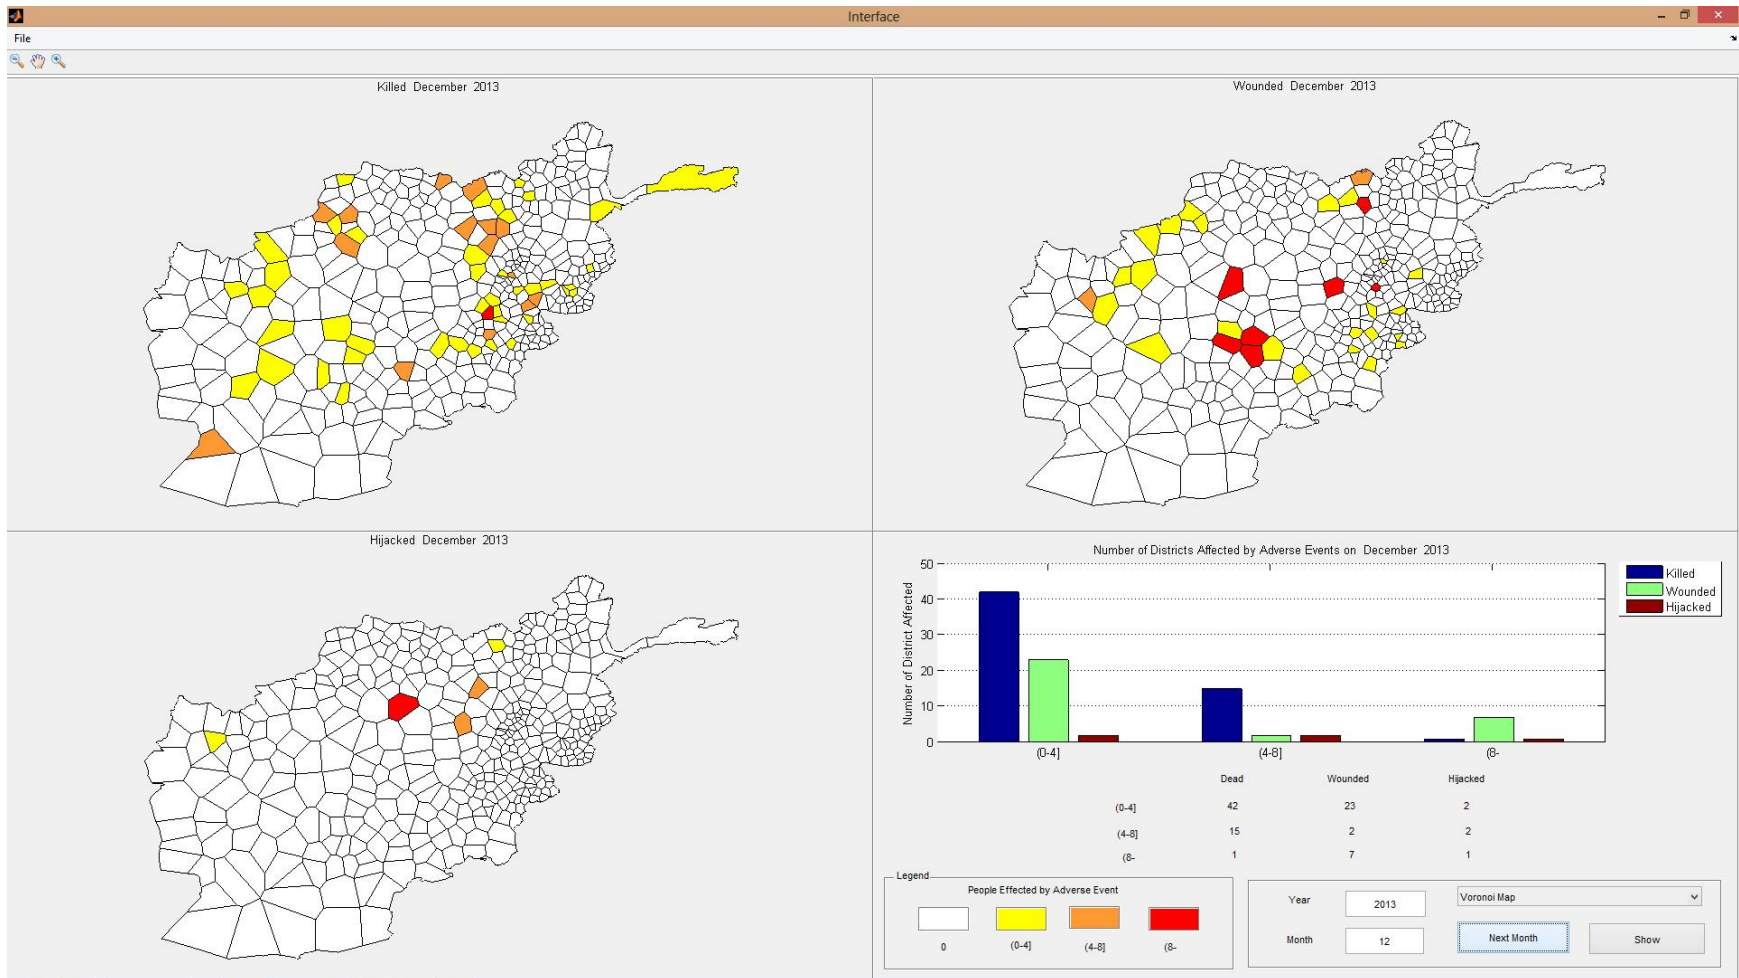 Interface
File
Killed December 2013
Wounded December 2013
Hijacked December 2013
Number of Districts Affected by Adverse Events on December 2013
Number of District Affected
50
40
30
20
10
0
(0-4]
(4-8]
(8-
Killed
Wounded
Hijacked
Dead Wounded Hijacked
(0-4] 42 23 2
(4-8] 15 2 2
(8- 1 7 1
Legend
People Effected by Adverse Event
0 (0-4] (4-8] (8-
Year 2013 Voronoi Map
Month 12 Next Month Show